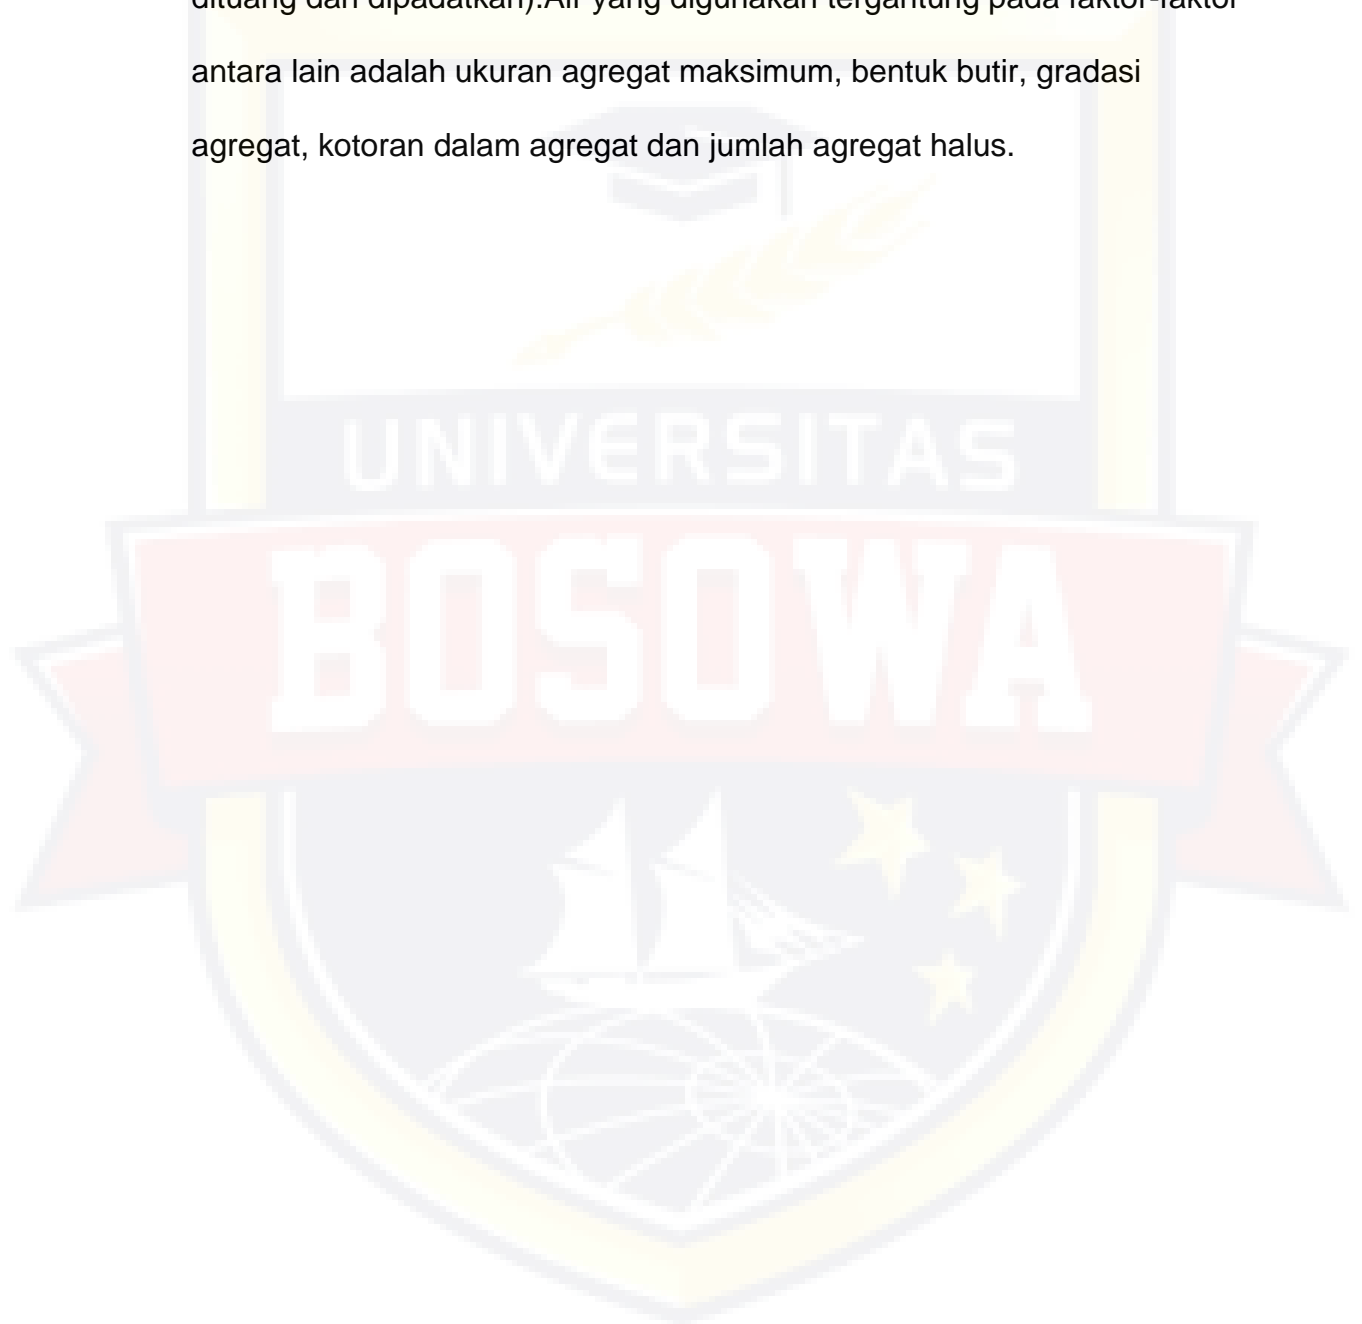 dituang dan dipadatkan).Air yang digunakan tergantung pada faktor-faktor
antara lain adalah ukuran agregat maksimum, bentuk butir, gradasi
agregat, kotoran dalam agregat dan jumlah agregat halus.
UNIVERSITAS
BOSOWA